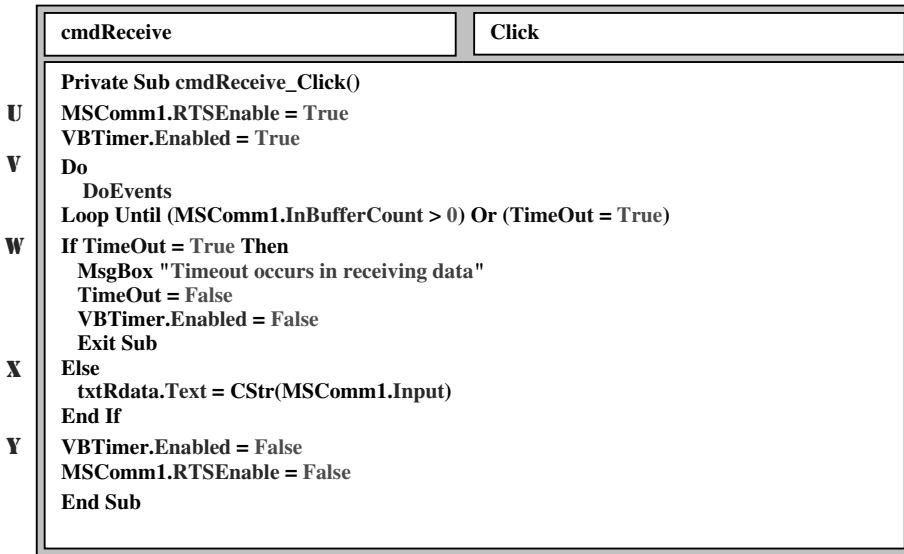 cmdReceive Click
Private Sub cmdReceive_Click()
U MSComm1.RTSEnable = True
VBTimer.Enabled = True
V Do
DoEvents
Loop Until (MSComm1.InBufferCount > 0) Or (TimeOut = True)
W If TimeOut = True Then
MsgBox "Timeout occurs in receiving data"
TimeOut = False
VBTimer.Enabled = False
Exit Sub
X Else
txtRdata.Text = CStr(MSComm1.Input)
End If
Y VBTimer.Enabled = False
MSComm1.RTSEnable = False
End Sub